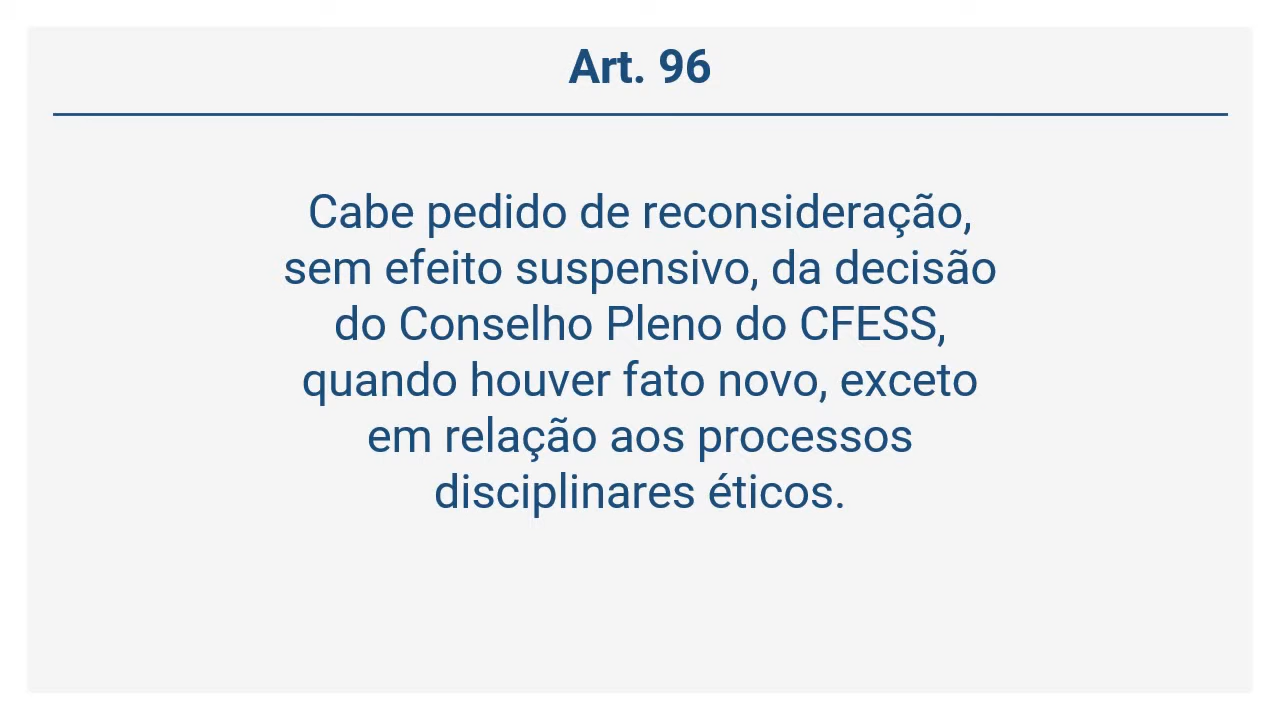 Art. 96
Cabe pedido de reconsideração,
sem efeito suspensivo, da decisão
do Conselho Pleno do CFESS,
quando houver fato novo, exceto
em relação aos processos
disciplinares éticos.